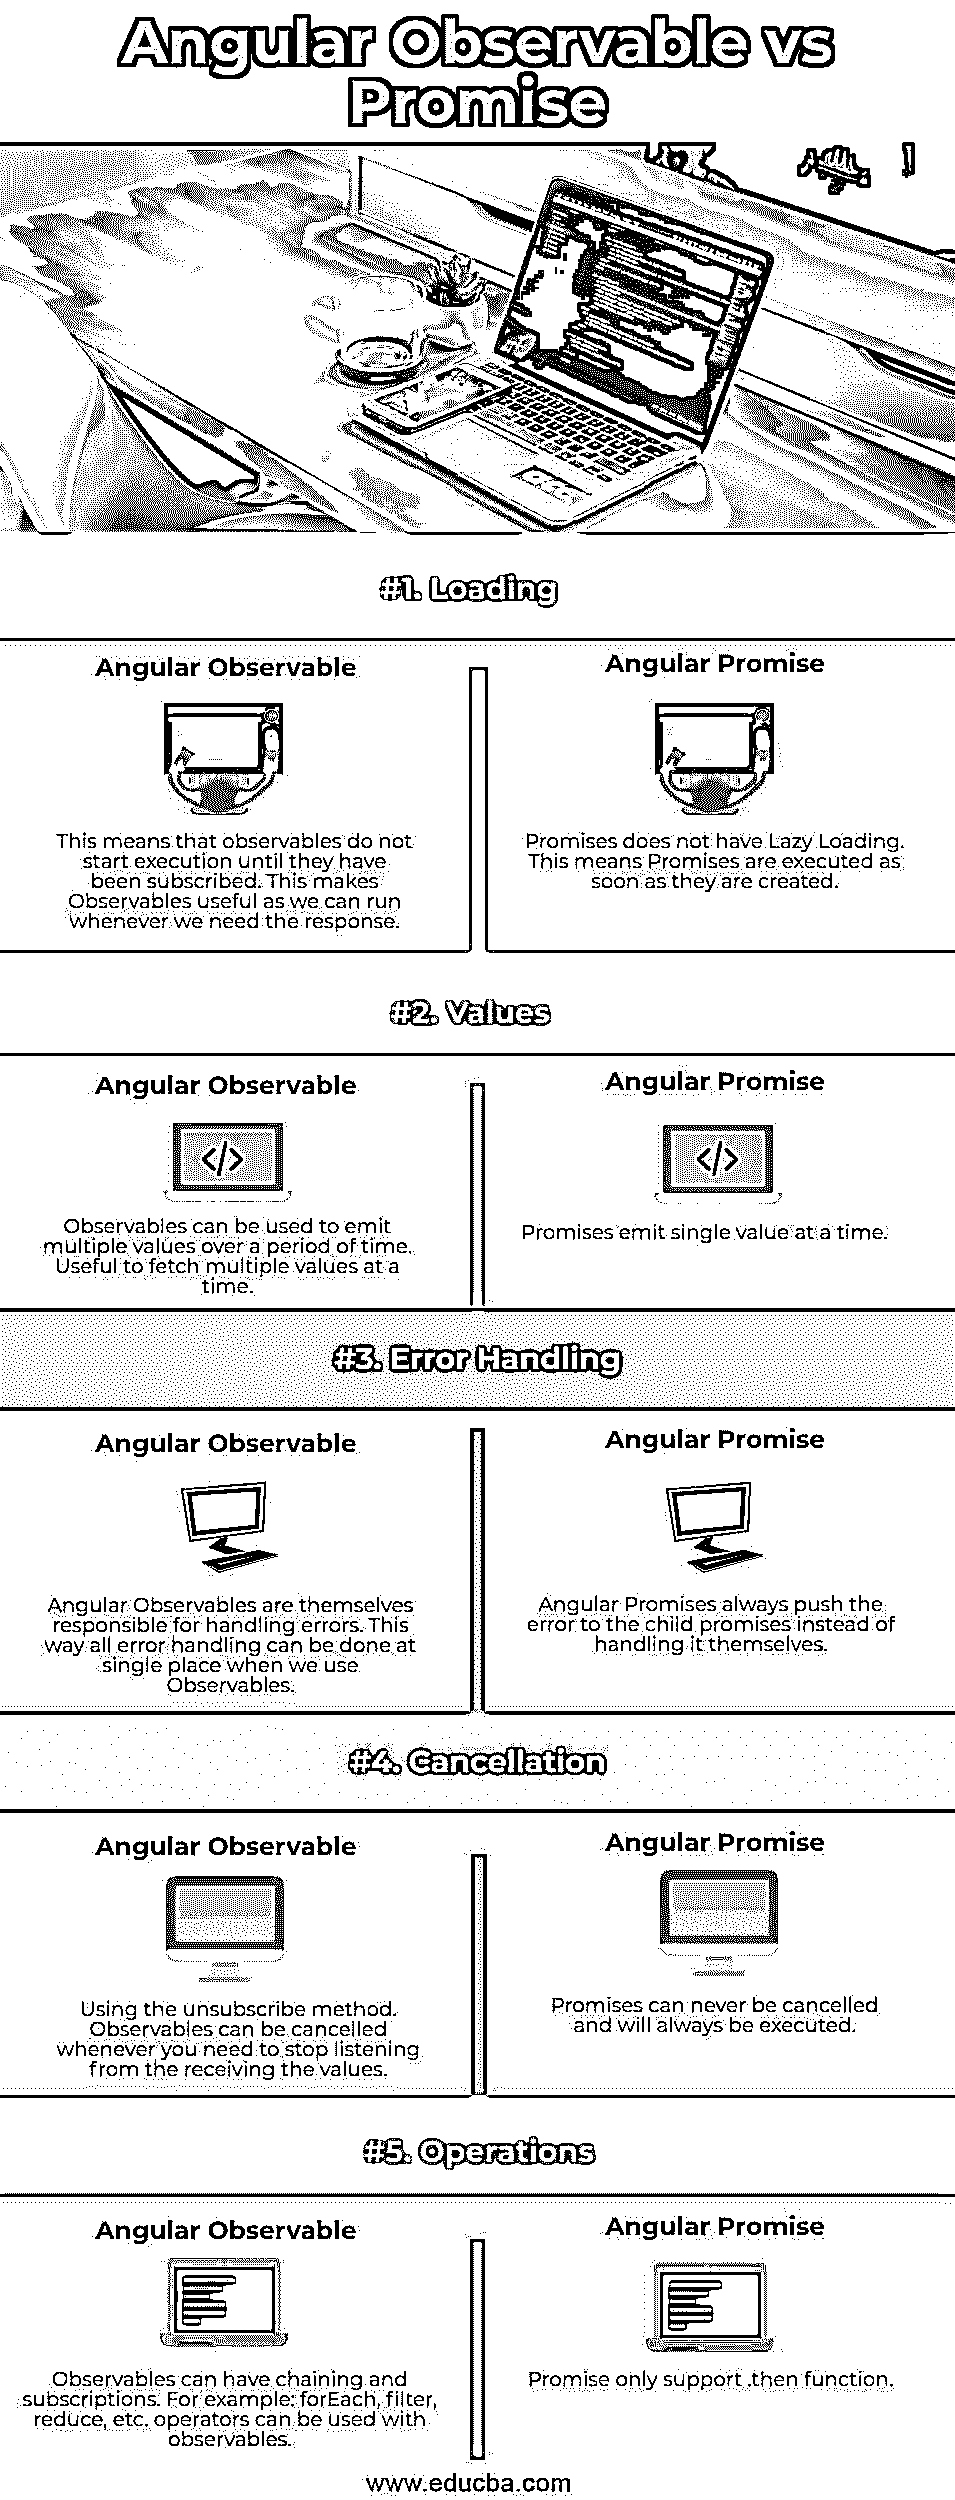 Angular Observable vs
Promise
#1. Loading
Angular Observable
This means that observables do not
start execution until they have
been subscribed. This makes
Observables useful as we can run
whenever we need the response.
Angular Promise
Promises does not have Lazy Loading.
This means Promises are executed as
soon as they are created.
#2. Values
Angular Observable
Observables can be used to emit
multiple values over a period of time.
Useful to fetch multiple values at a
time.
Angular Promise
Promises emit single value at a time.
#3. Error Handling
Angular Observable
Angular Observables are themselves
responsible for handling errors. This
way all error handling can be done at
single place when we use
Observables.
Angular Promise
Angular Promises always push the
error to the child promises instead of
handling it themselves.
#4. Cancellation
Angular Observable
Using the unsubscribe method.
Observables can be cancelled
whenever you need to stop listening
from the receiving the values.
Angular Promise
Promises can never be cancelled
and will always be executed.
#5. Operations
Angular Observable
Observables can have chaining and
subscriptions. For example: forEach, filter,
reduce, etc. operators can be used with
observables.
Angular Promise
Promise only support .then function.
www.educba.com